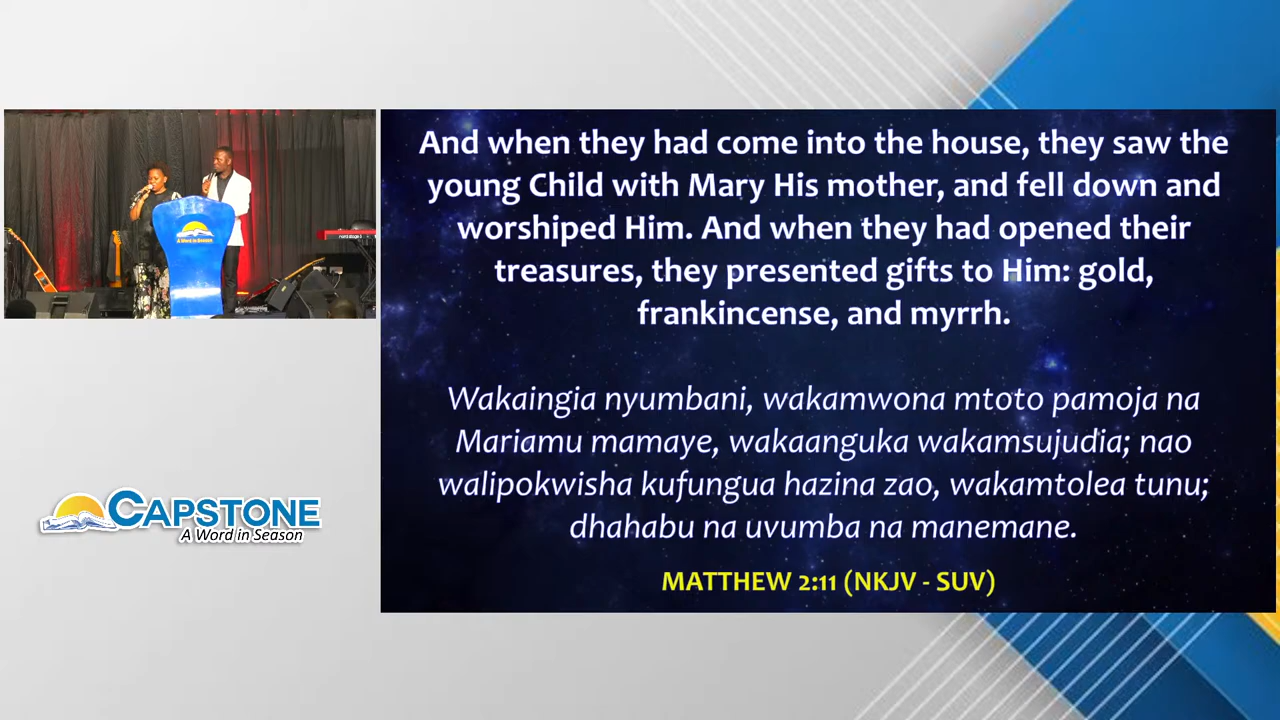 And when they had come into the house, they saw the
young Child with Mary His mother, and fell down and
worshiped Him. And when they had opened their
treasures, they presented gifts to Him: gold,
frankincense, and myrrh.
Wakaingia nyumbani, wakamwona mtoto pamoja na
Mariamu mamaye, wakaanguka wakamsujudia; nao
walipokwisha kufungua hazina zao, wakamtolea tunu;
dhahabu na uvumba na manemane.
MATTHEW 2:11 (NKJV - SUV)
A Word in Season
CAPSTONE
A Word in Season